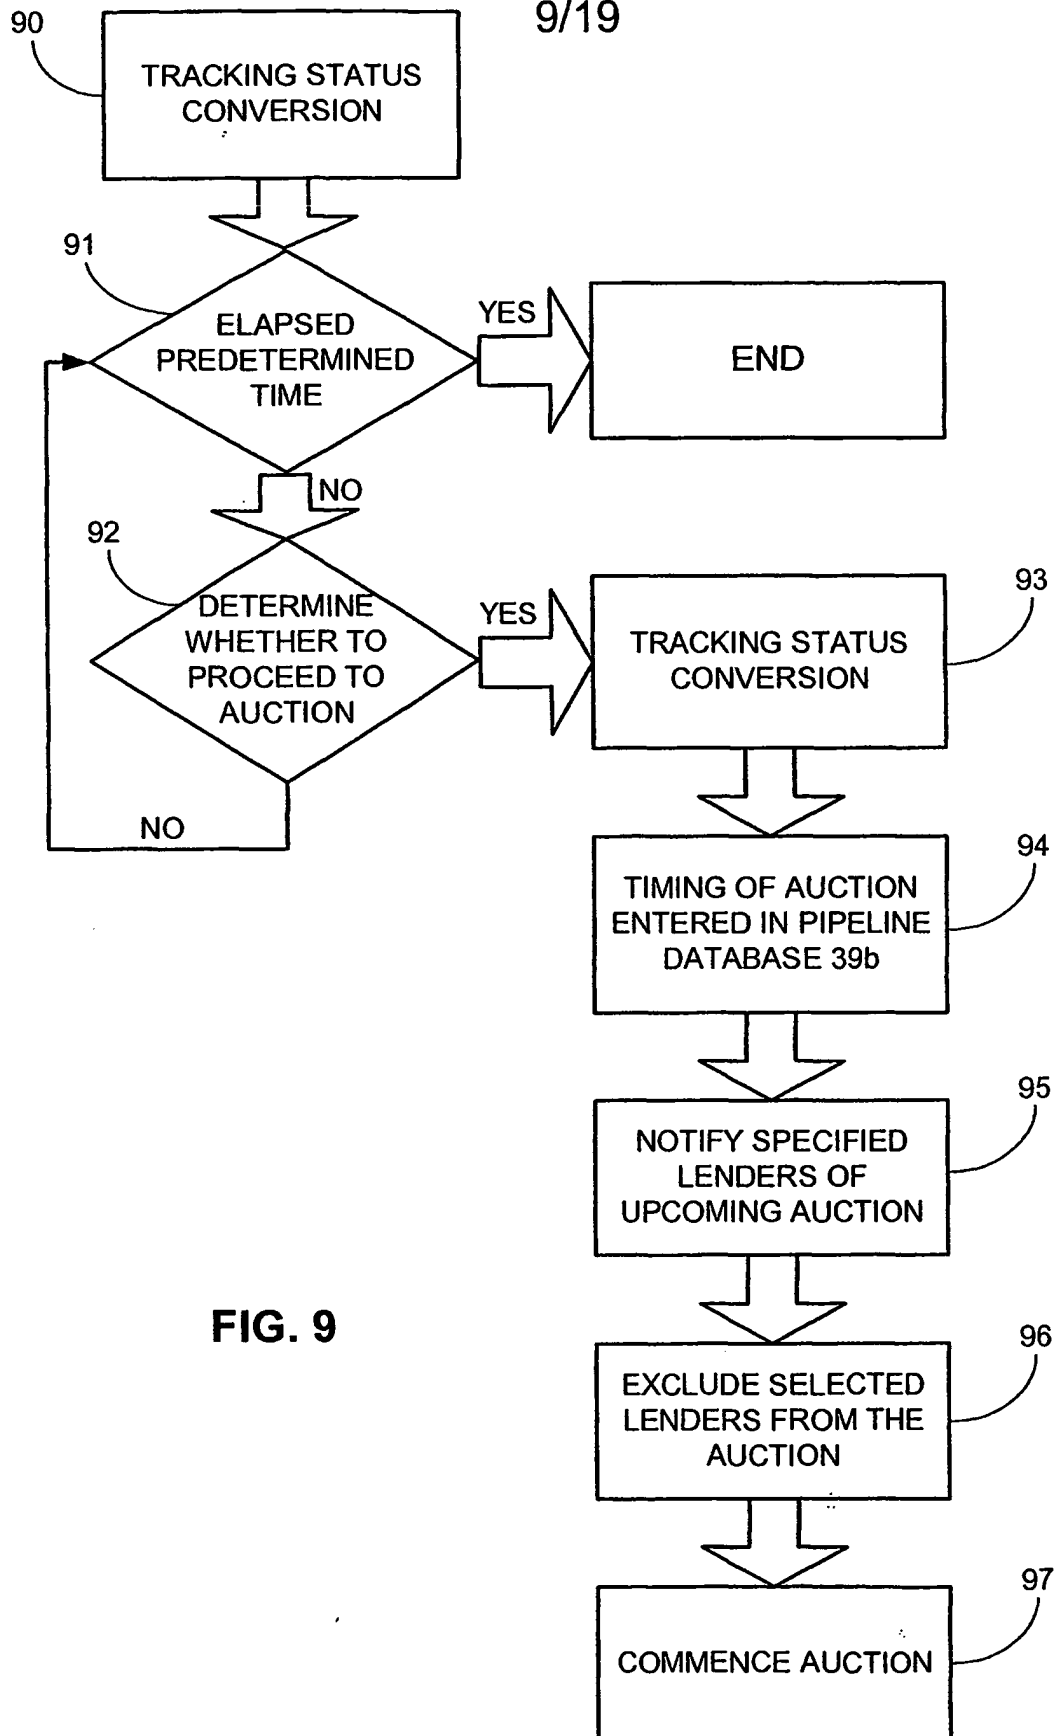 9/19
90
TRACKING STATUS
CONVERSION
91
ELAPSED
PREDETERMINED
TIME
YES
END
NO
92
DETERMINE
WHETHER TO
PROCEED TO
AUCTION
YES
NO
93
TRACKING STATUS
CONVERSION
94
TIMING OF AUCTION
ENTERED IN PIPELINE
DATABASE 39b
95
NOTIFY SPECIFIED
LENDERS OF
UPCOMING AUCTION
96
EXCLUDE SELECTED
LENDERS FROM THE
AUCTION
97
COMMENCE AUCTION
FIG. 9